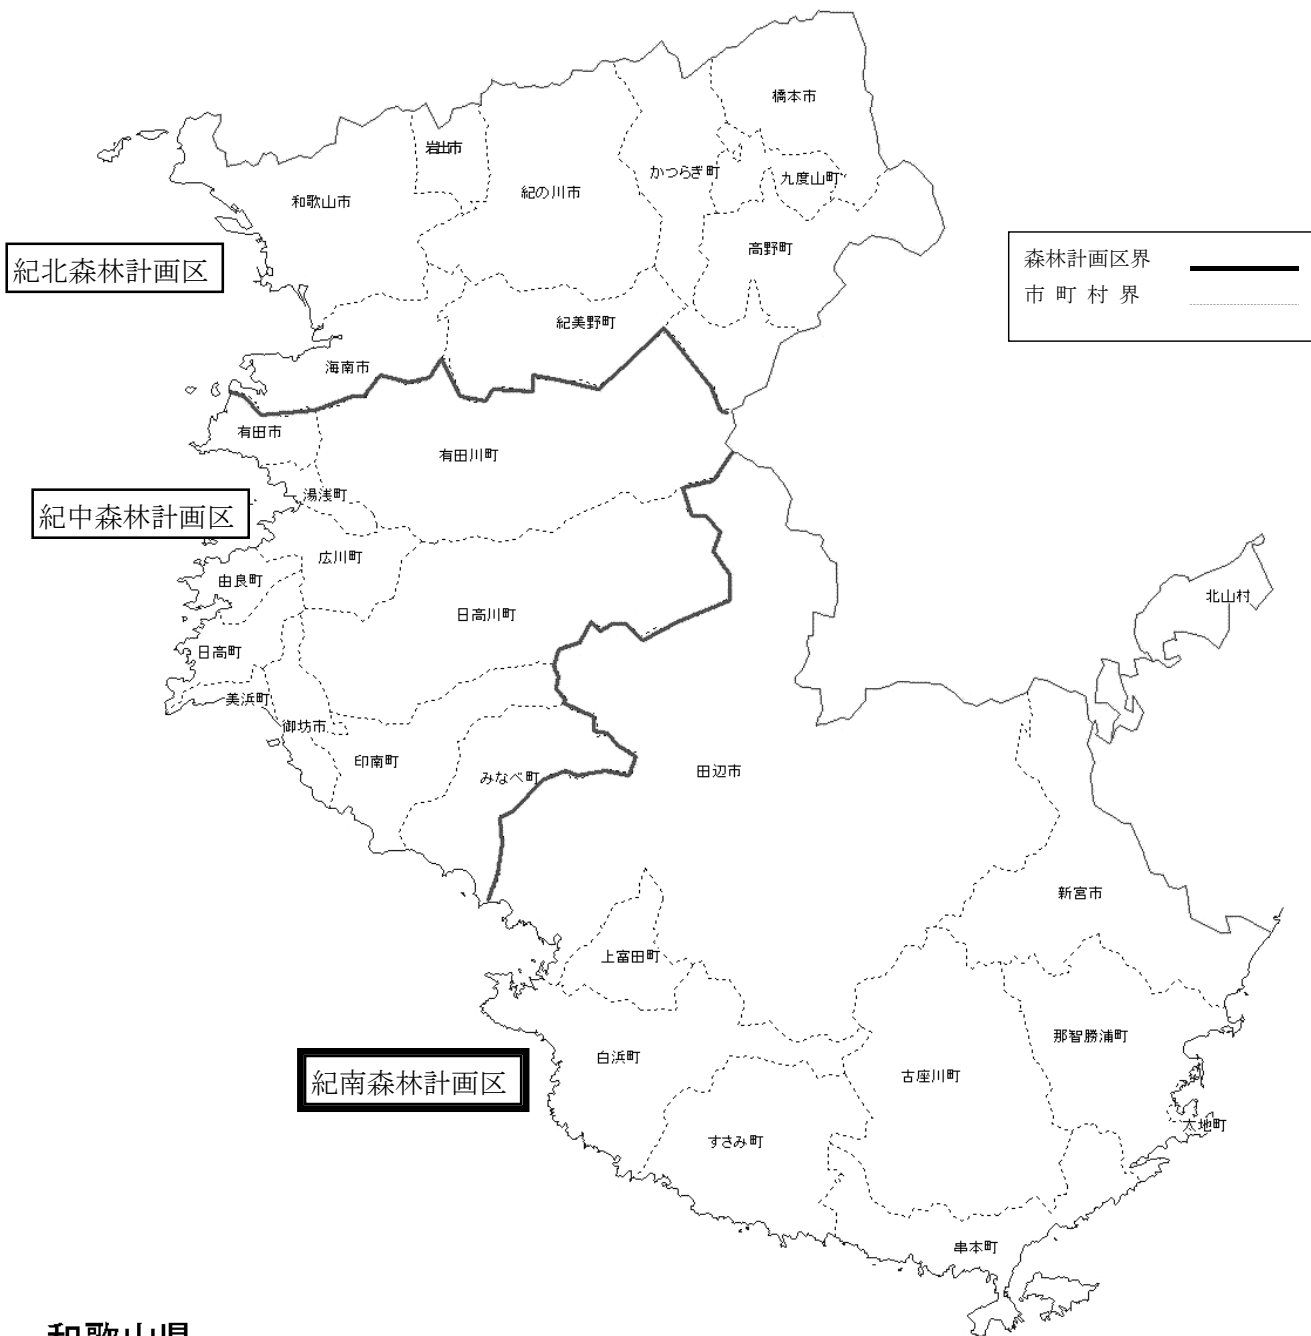 橋本市
岩出市
かつらぎ町
九度山町
紀の川市
和歌山市
高野町
紀北森林計画区
森林計画区界
市町村界
紀美野町
海南市
有田市
有田川町
湯浅町
紀中森林計画区
広川町
由良町
北山村
日高川町
日高町
美浜町
御坊市
印南町
みなべ町
田辺市
新宮市
上富田町
那智勝浦町
白浜町
古座川町
紀南森林計画区
太地町
すさみ町
串本町
和歌山県